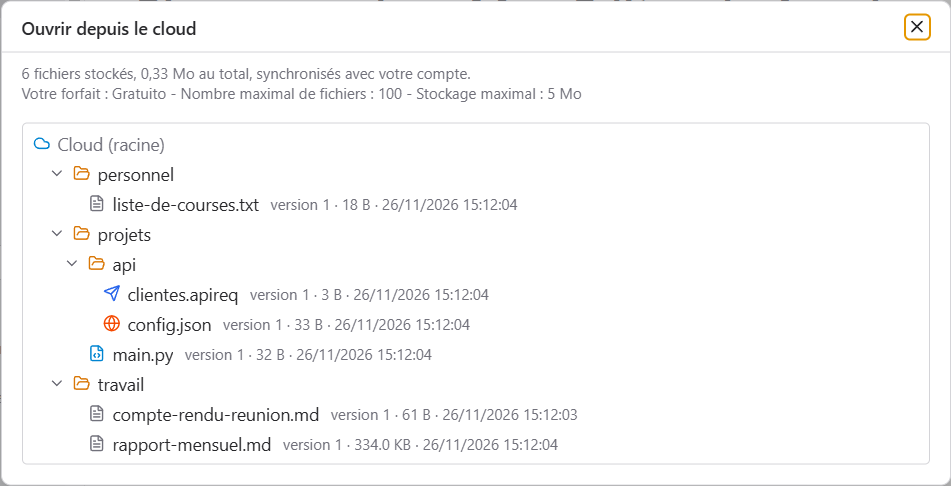 Ouvrir depuis le cloud
6 fichiers stockés, 0,33 Mo au total, synchronisés avec votre compte.
Votre forfait : Gratuito - Nombre maximal de fichiers : 100 - Stockage maximal : 5 Mo
Cloud (racine)
personnel
liste-de-courses.txt version 1 · 18 B · 26/11/2026 15:12:04
projets
api
clientes.apireq version 1 · 3 B · 26/11/2026 15:12:04
config.json version 1 · 33 B · 26/11/2026 15:12:04
main.py version 1 · 32 B · 26/11/2026 15:12:04
travail
compte-rendu-reunion.md version 1 · 61 B · 26/11/2026 15:12:03
rapport-mensuel.md version 1 · 334.0 KB · 26/11/2026 15:12:04